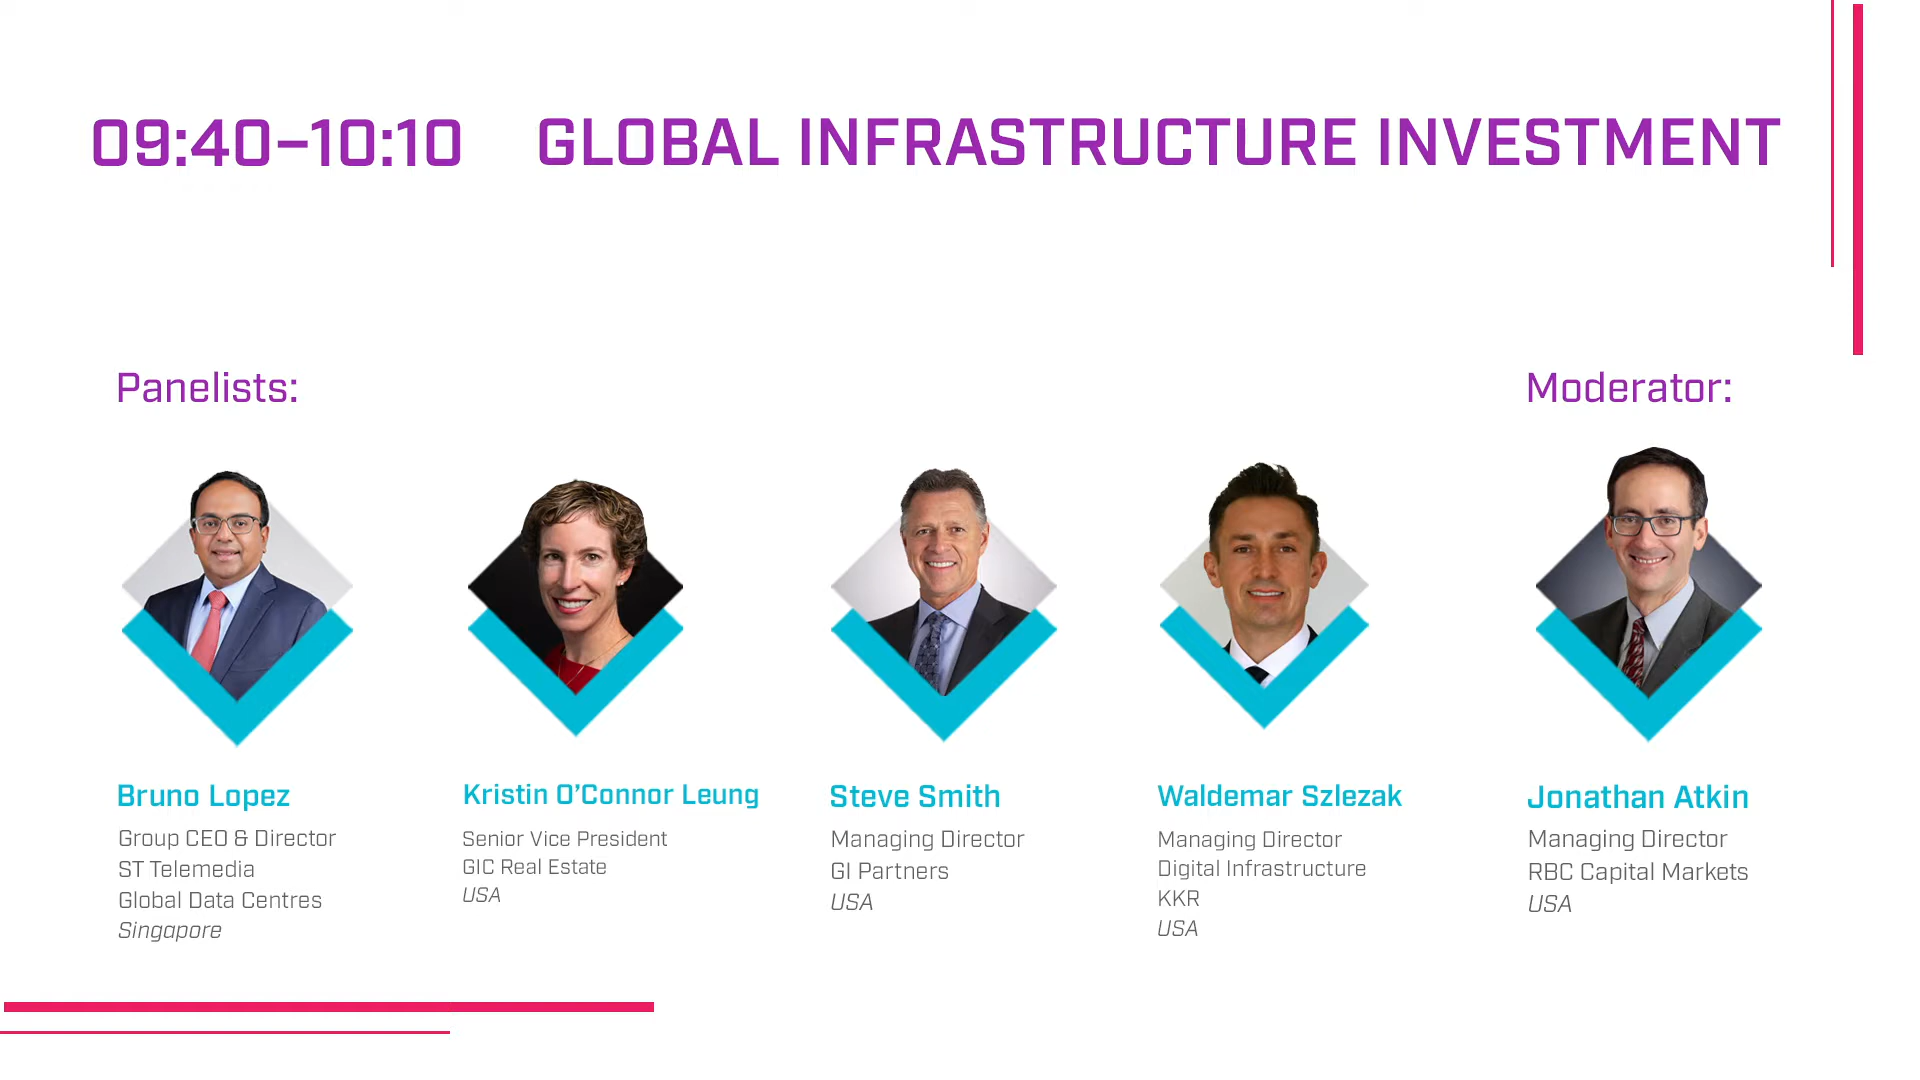 09:40–10:10 GLOBAL INFRASTRUCTURE INVESTMENT
Panelists:
Moderator:
Bruno Lopez
Group CEO & Director
ST Telemedia
Global Data Centres
Singapore
Kristin O’Connor Leung
Senior Vice President
GIC Real Estate
USA
Steve Smith
Managing Director
GI Partners
USA
Waldemar Szlezak
Managing Director
Digital Infrastructure
KKR
USA
Jonathan Atkin
Managing Director
RBC Capital Markets
USA